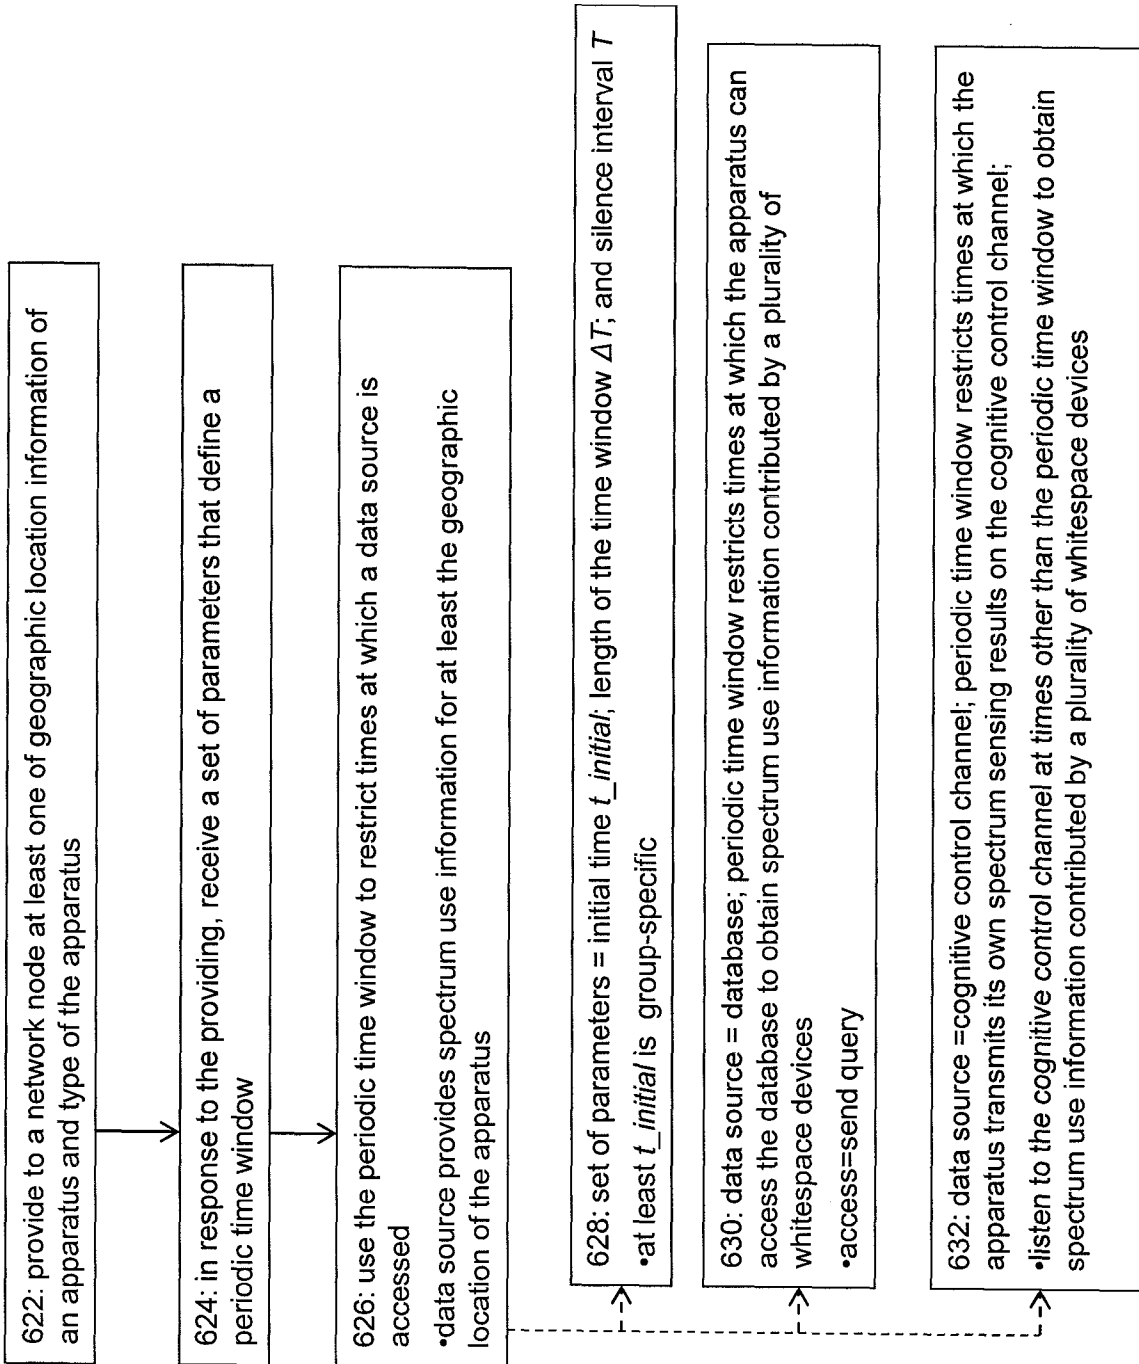 622: provide to a network node at least one of geographic location information of
an apparatus and type of the apparatus
624: in response to the providing, receive a set of parameters that define a
periodic time window
626: use the periodic time window to restrict times at which a data source is
accessed
•data source provides spectrum use information for at least the geographic
location of the apparatus
628: set of parameters = initial time t_initial; length of the time window ΔT; and silence interval T
•at least t_initial is group-specific
630: data source = database; periodic time window restricts times at which the apparatus can
access the database to obtain spectrum use information contributed by a plurality of
whitespace devices
•access=send query
632: data source =cognitive control channel; periodic time window restricts times at which the
apparatus transmits its own spectrum sensing results on the cognitive control channel;
•listen to the cognitive control channel at times other than the periodic time window to obtain
spectrum use information contributed by a plurality of whitespace devices